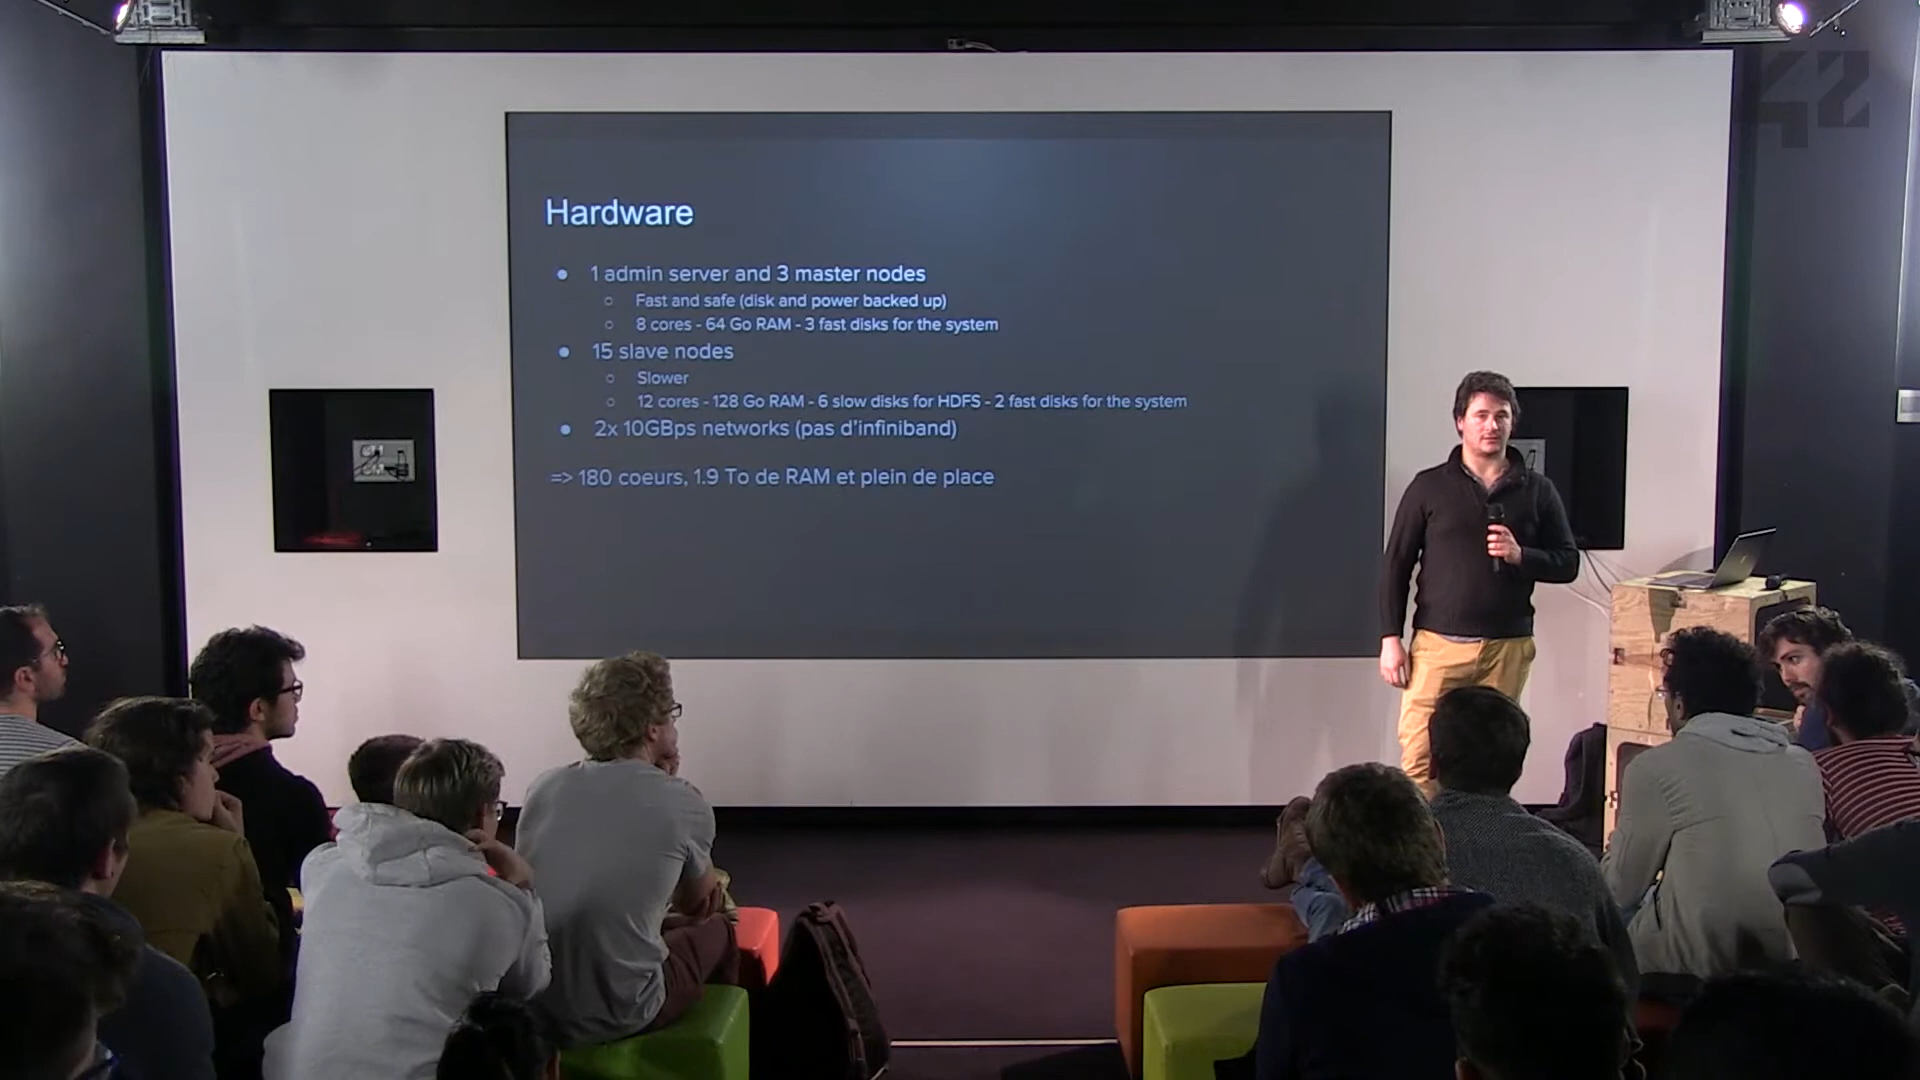 42
Hardware
● 1 admin server and 3 master nodes
○ Fast and safe (disk and power backed up)
○ 8 cores - 64 Go RAM - 3 fast disks for the system
● 15 slave nodes
○ Slower
○ 12 cores - 128 Go RAM - 6 slow disks for HDFS - 2 fast disks for the system
● 2x 10GBps networks (pas d'infiniband)
=> 180 coeurs, 1.9 To de RAM et plein de place